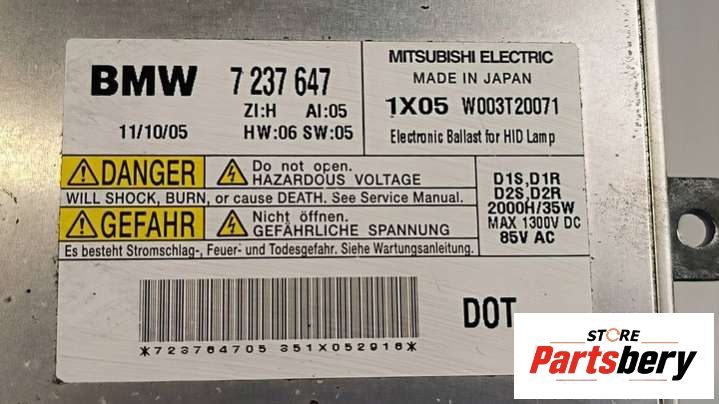 BMW 7 237 647
ZI:H AI:05
11/10/05 HW:06 SW:05
MITSUBISHI ELECTRIC
MADE IN JAPAN
1X05 W003T20071
Electronic Ballast for HID Lamp
DANGER
Do not open.
HAZARDOUS VOLTAGE
WILL SHOCK, BURN, or cause DEATH. See Service Manual.
GEFAHR
Nicht öffnen.
GEFÄHRLICHE SPANNUNG
Es besteht Stromschlag-, Feuer- und Todesgefahr. Siehe Wartungsanleitung.
D1S,D1R
D2S,D2R
2000H/35W
MAX 1300V DC
85V AC
*723764705 351X052916*
DOT
STORE
Partsbery